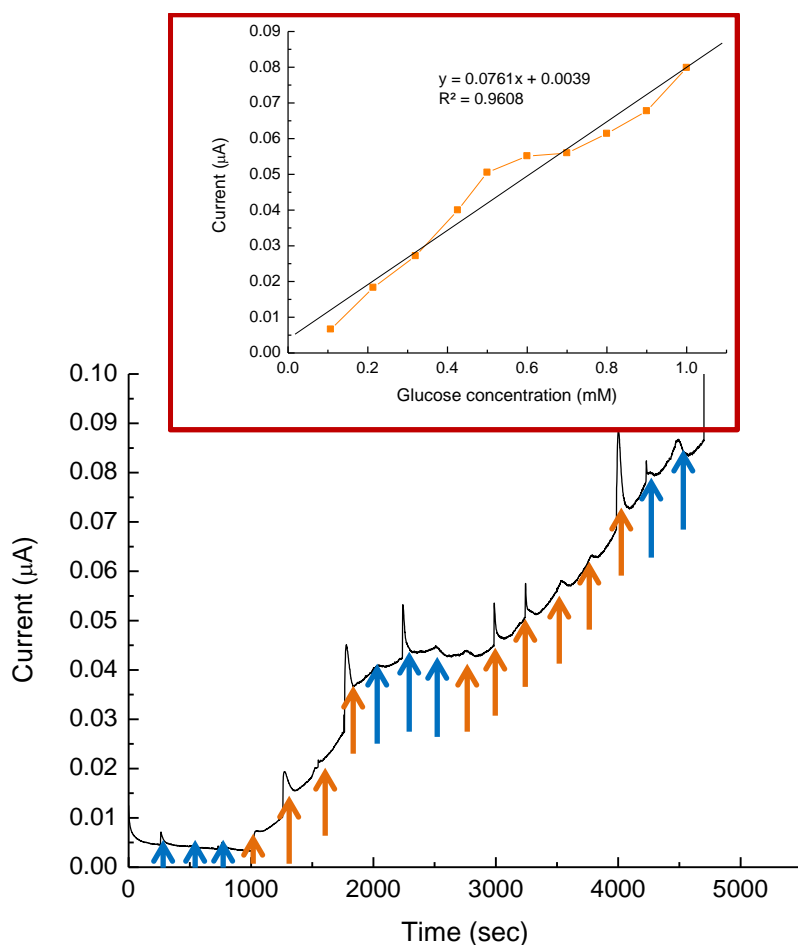 0.09
0.08
0.07
0.06
0.05
0.04
0.03
0.02
0.01
0.00
Current (μA)
y = 0.0761x + 0.0039
R² = 0.9608
0.0 0.2 0.4 0.6 0.8 1.0
Glucose concentration (mM)
0.10
0.09
0.08
0.07
0.06
0.05
0.04
0.03
0.02
0.01
0.00
Current (μA)
0 1000 2000 3000 4000 5000
Time (sec)